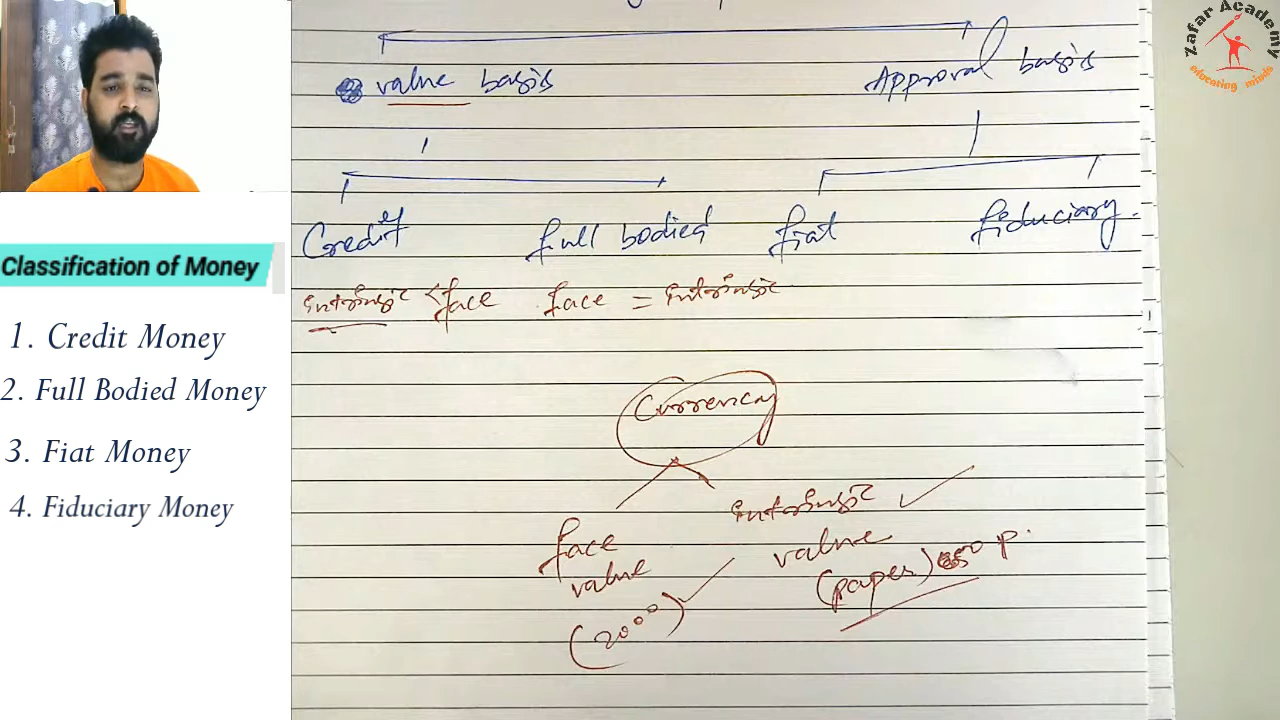 Zafar Academy
educating minds
value basis
Approval basis
Credit
full bodied
fiat
fiduciary.
intrinsic < face
face = intrinsic
Currency
face
value
(2000)
intrinsic
value
(paper) 50 p.
Classification of Money
1. Credit Money
2. Full Bodied Money
3. Fiat Money
4. Fiduciary Money